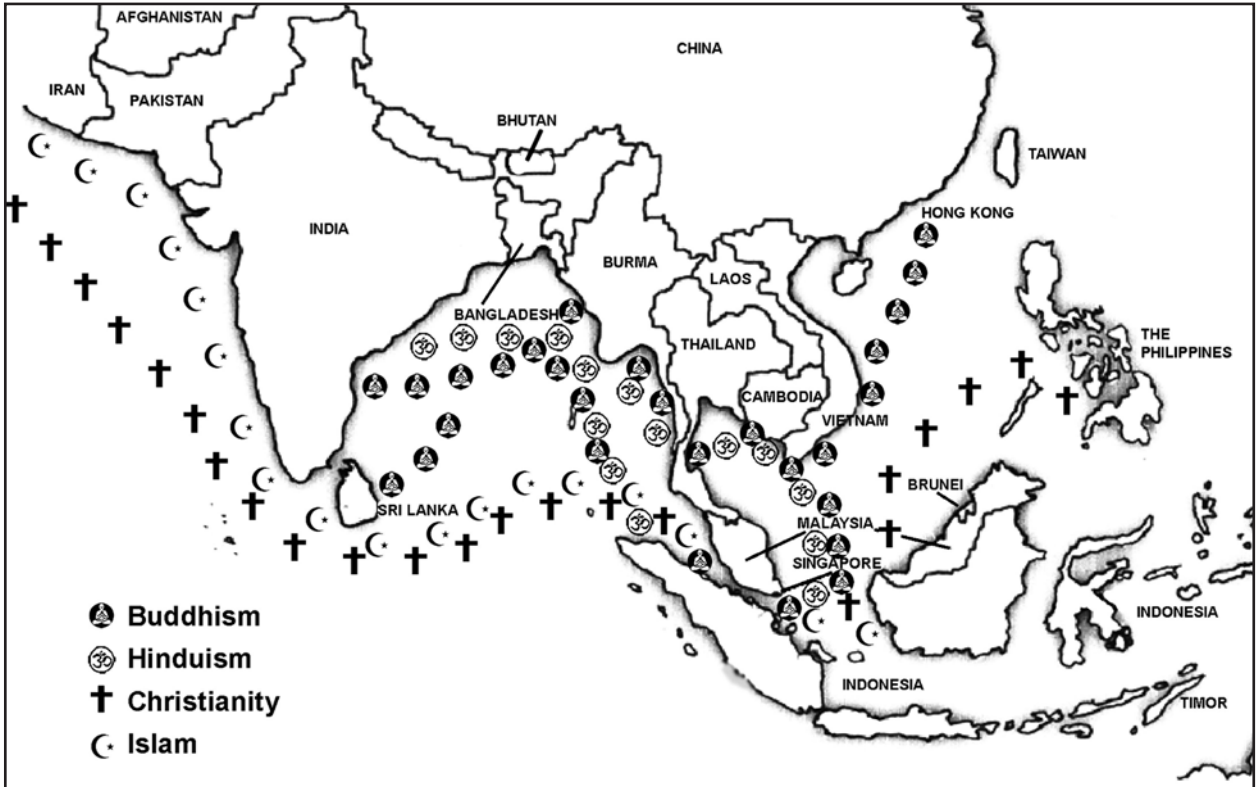 AFGHANISTAN
CHINA
IRAN
PAKISTAN
BHUTAN
TAIWAN
HONG KONG
INDIA
BURMA
LAOS
BANGLADESH
THAILAND
THE
PHILIPPINES
CAMBODIA
VIETNAM
BRUNEI
SRI LANKA
MALAYSIA
SINGAPORE
INDONESIA
INDONESIA
TIMOR
Buddhism
Hinduism
Christianity
Islam